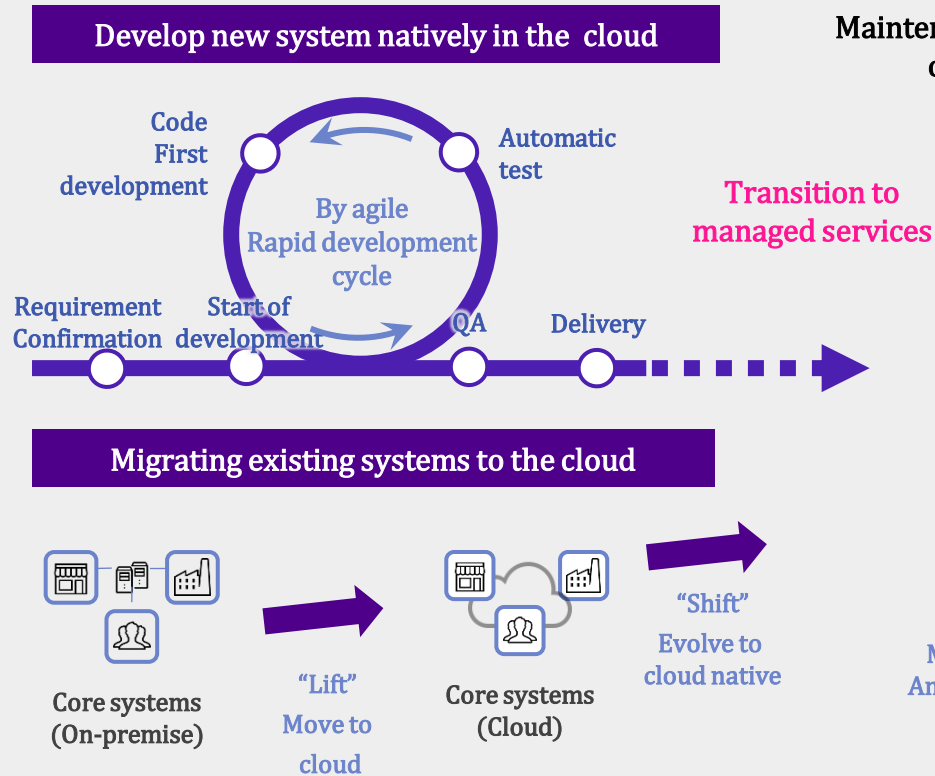 Develop new system natively in the cloud
Code
First
development
Automatic
test
By agile
Rapid development
cycle
Requirement
Confirmation
Start of
development
QA
Delivery
Transition to
managed services
Migrating existing systems to the cloud
Core systems
(On-premise)
“Lift”
Move to
cloud
Core systems
(Cloud)
“Shift”
Evolve to
cloud native